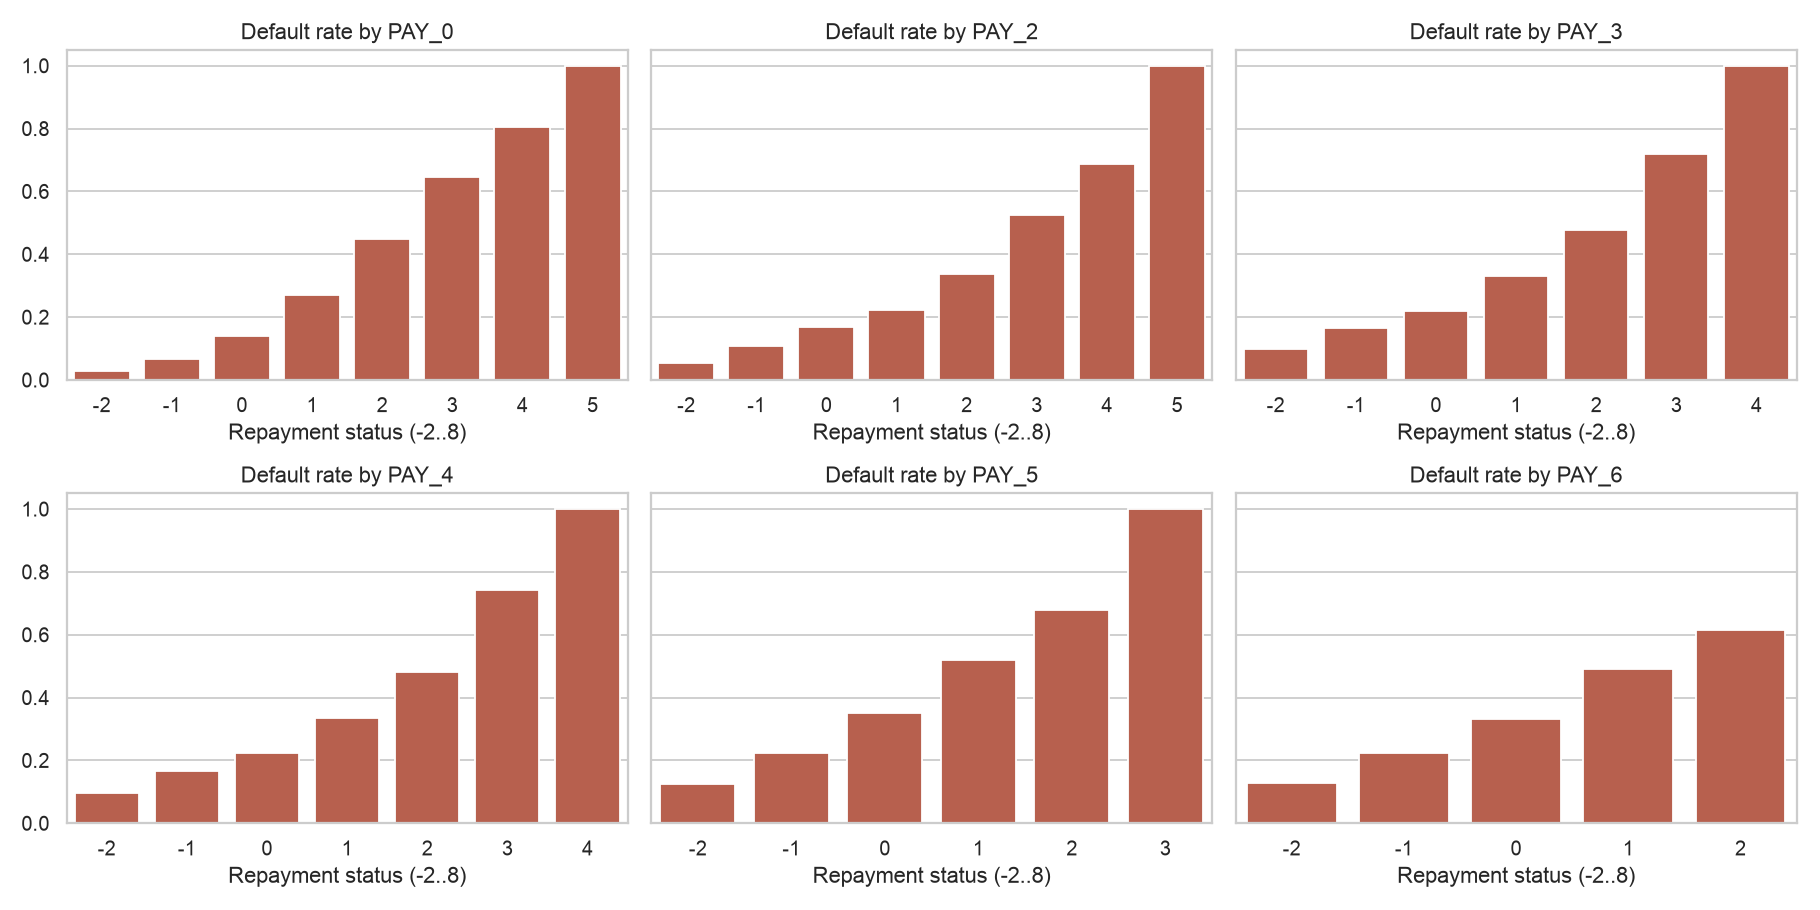 Default rate by PAY_0
Default rate by PAY_2
Default rate by PAY_3
1.0
0.8
0.6
0.4
0.2
0.0
-2 -1 0 1 2 3 4 5
-2 -1 0 1 2 3 4 5
-2 -1 0 1 2 3 4
Repayment status (-2..8)
Repayment status (-2..8)
Repayment status (-2..8)
Default rate by PAY_4
Default rate by PAY_5
Default rate by PAY_6
1.0
0.8
0.6
0.4
0.2
0.0
-2 -1 0 1 2 3 4
-2 -1 0 1 2 3
-2 -1 0 1 2
Repayment status (-2..8)
Repayment status (-2..8)
Repayment status (-2..8)